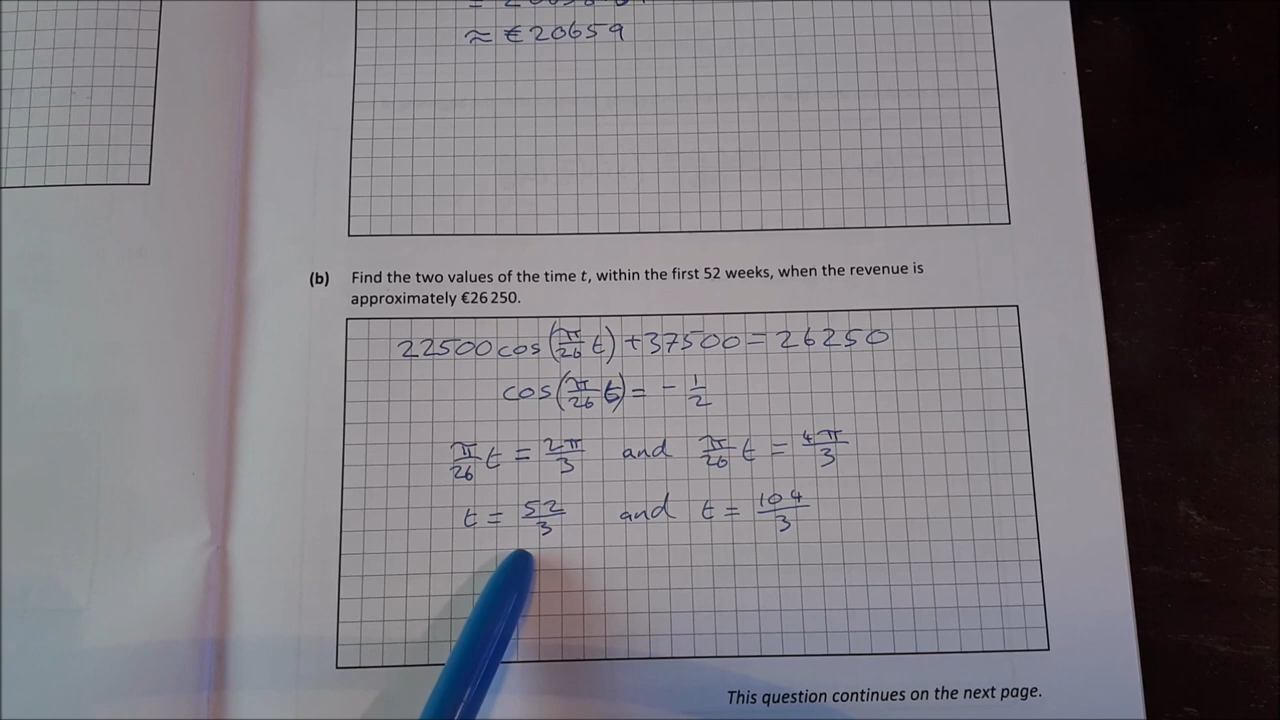 ≈ €20659
(b) Find the two values of the time t, within the first 52 weeks, when the revenue is
approximately €26 250.
22500cos(π/26 t) + 37500 = 26250
cos(π/26 t) = - 1/2
π/26 t = 2π/3 and π/26 t = 4π/3
t = 52/3 and t = 104/3
This question continues on the next page.